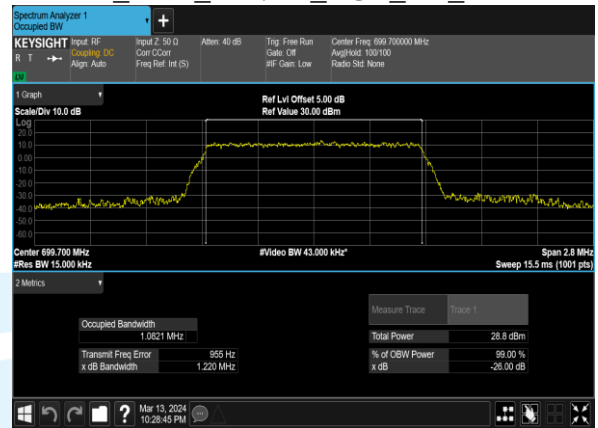 Spectrum Analyzer 1
Occupied BW
+
KEYSIGHT Input: RF Input Z: 50 Ω Atten: 40 dB Trig: Free Run Center Freq: 699.700000 MHz
R T Coupling: DC Corr CCorr Gate: Off Avg|Hold: 100/100
Align: Auto Freq Ref: Int (S) #IF Gain: Low Radio Std: None
1 Graph
Ref Lvl Offset 5.00 dB
Scale/Div 10.0 dB Ref Value 30.00 dBm
Log
20.0
10.0
0.00
-10.0
-20.0
-30.0
-40.0
-50.0
-60.0
Center 699.700 MHz #Video BW 43.000 kHz* Span 2.8 MHz
#Res BW 15.000 kHz Sweep 15.5 ms (1001 pts)
2 Metrics
Measure Trace Trace 1
Occupied Bandwidth
1.0821 MHz Total Power 28.8 dBm
Transmit Freq Error 955 Hz % of OBW Power 99.00 %
x dB Bandwidth 1.220 MHz x dB -26.00 dB
? Mar 13, 2024
10:28:45 PM